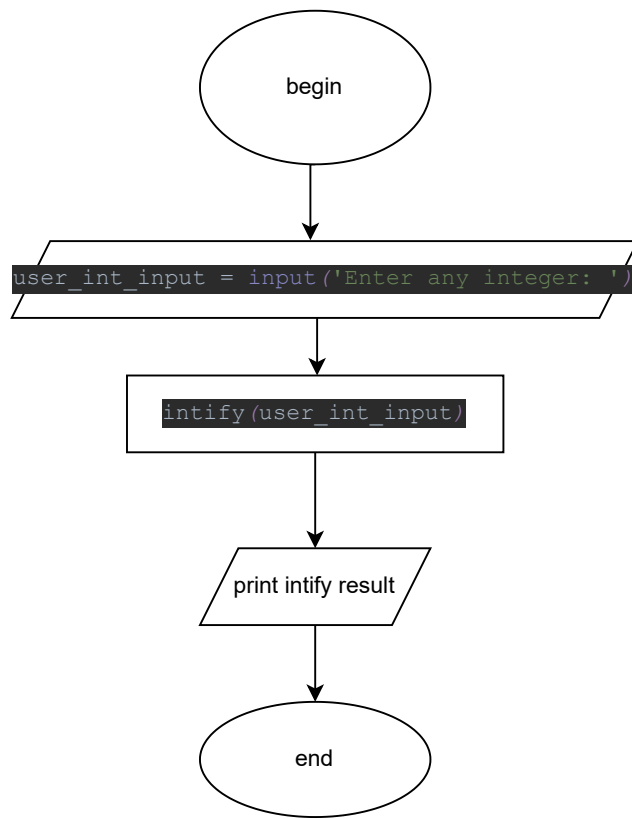 begin
user_int_input = input('Enter any integer: ')
intify(user_int_input)
print intify result
end